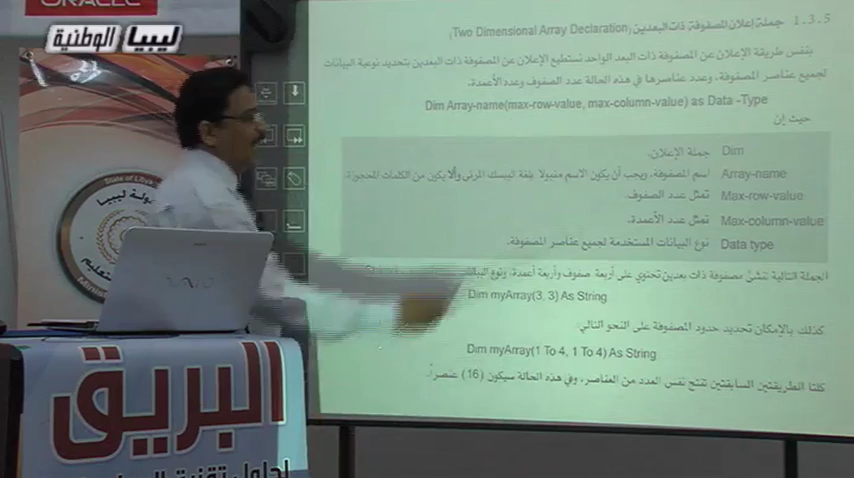 ORACLE
ليبيا الوطنية
1.3.5 جملة إعلان المصفوفة ذات البعدين (Two Dimensional Array Declaration)
بنفس طريقة الإعلان عن المصفوفة ذات البعد الواحد نستطيع الإعلان عن المصفوفة ذات البعدين بتحديد نوعية البيانات
لجميع عناصر المصفوفة، وعدد عناصرها في هذه الحالة عدد الصفوف وعدد الأعمدة.
Dim Array-name(max-row-value, max-column-value) as Data -Type
حيث إن
Dim جملة الإعلان.
Array-name اسم المصفوفة، ويجب أن يكون الاسم مقبولا بلغة البيسك المرئي وألا يكون من الكلمات المحجوزة
Max-row-value تمثل عدد الصفوف.
Max-column-value تمثل عدد الأعمدة.
Data type نوع البيانات المستخدمة لجميع عناصر المصفوفة.
الجملة التالية تنشئ مصفوفة ذات بعدين تحتوي على أربعة صفوف وأربعة أعمدة، ونوع البيانات
Dim myArray(3, 3) As String
كذلك بالإمكان تحديد حدود المصفوفة على النحو التالي:
Dim myArray(1 To 4, 1 To 4) As String
كلتا الطريقتين السابقتين تنتج نفس العدد من العناصر، وفي هذه الحالة سيكون (16) عنصراً.
State of Libya
VAIO
البريق
لحلول تقنية